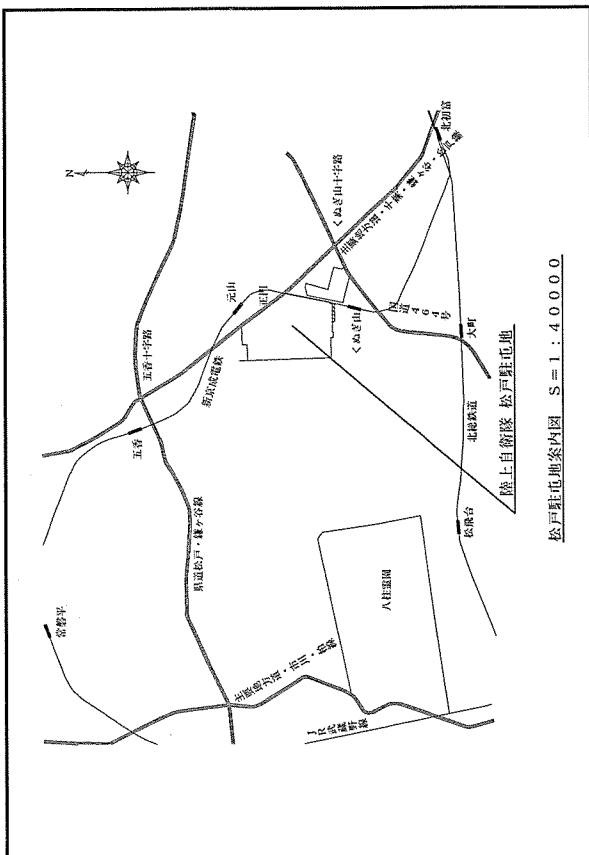 常磐平
五香
五香十字路
新京成電鉄
元山
正門
県道松戸・鎌ヶ谷線
主要地方道・市川・柏線
JR武蔵野線
八柱霊園
くぬぎ山十字路
くぬぎ山
国道464号
北初富
大町
北総鉄道
松飛台
陸上自衛隊 松戸駐屯地
松戸駐屯地案内図 S=1:40000
N